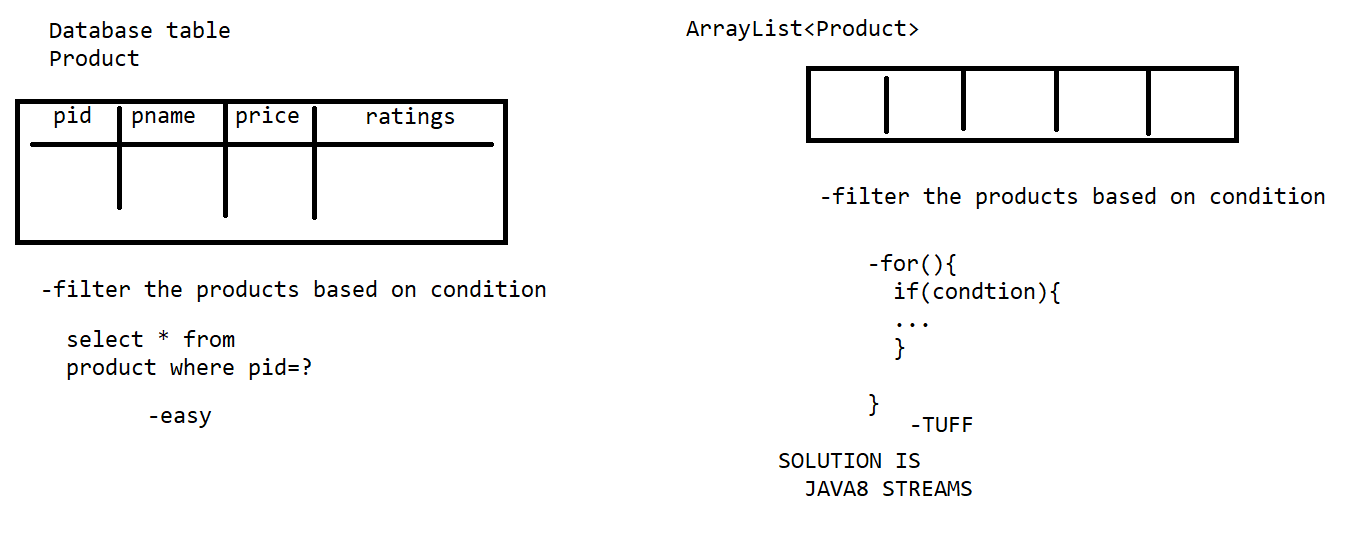 Database table
Product
pid pname price ratings
-filter the products based on condition
select * from
product where pid=?
-easy
ArrayList<Product>
-filter the products based on condition
-for(){
if(condtion){
...
}
}
-TUFF
SOLUTION IS
JAVA8 STREAMS